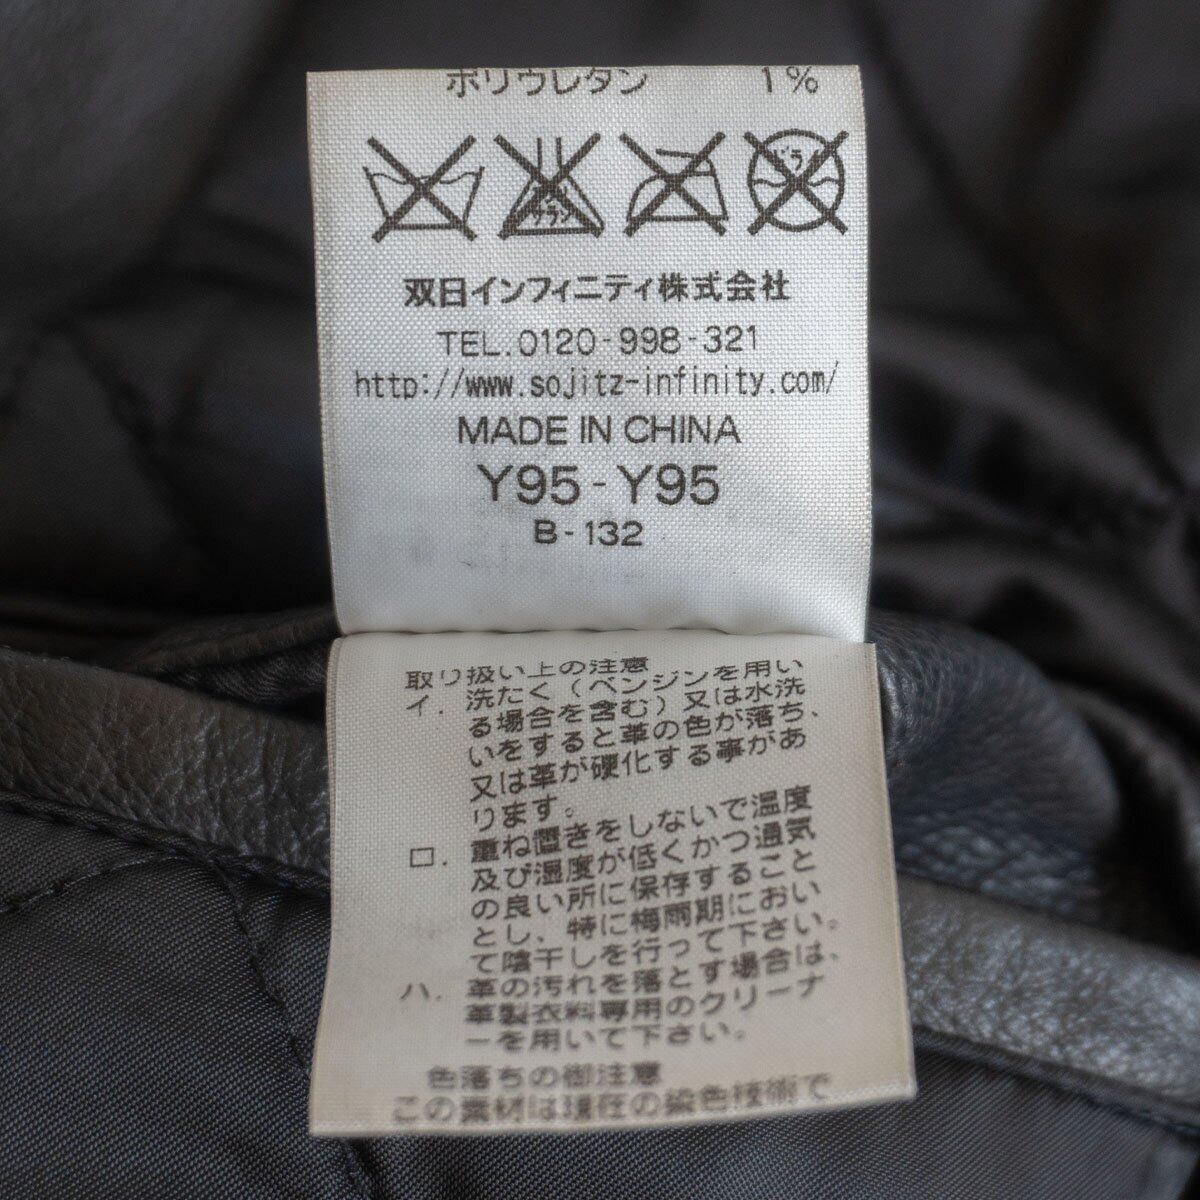 ポリウレタン 1%
サラシ
ドライ
双日インフィニティ株式会社
TEL.0120-998-321
http://www.sojitz-infinity.com/
MADE IN CHINA
Y95-Y95
B-132
取り扱い上の注意
イ. 洗たく(ベンジンを用い
る場合を含む)又は水洗
いをすると革の色が落ち、
又は革が硬化する事があ
ります。
ロ. 重ね置きをしないで温度
及び湿度が低くかつ通気
の良い所に保存すること
とし、特に梅雨期におい
て陰干しを行って下さい。
ハ. 革の汚れを落とす場合は、
革製衣料専用のクリーナ
ーを用いて下さい。
色落ちの御注意
この素材は現在の染色技術で